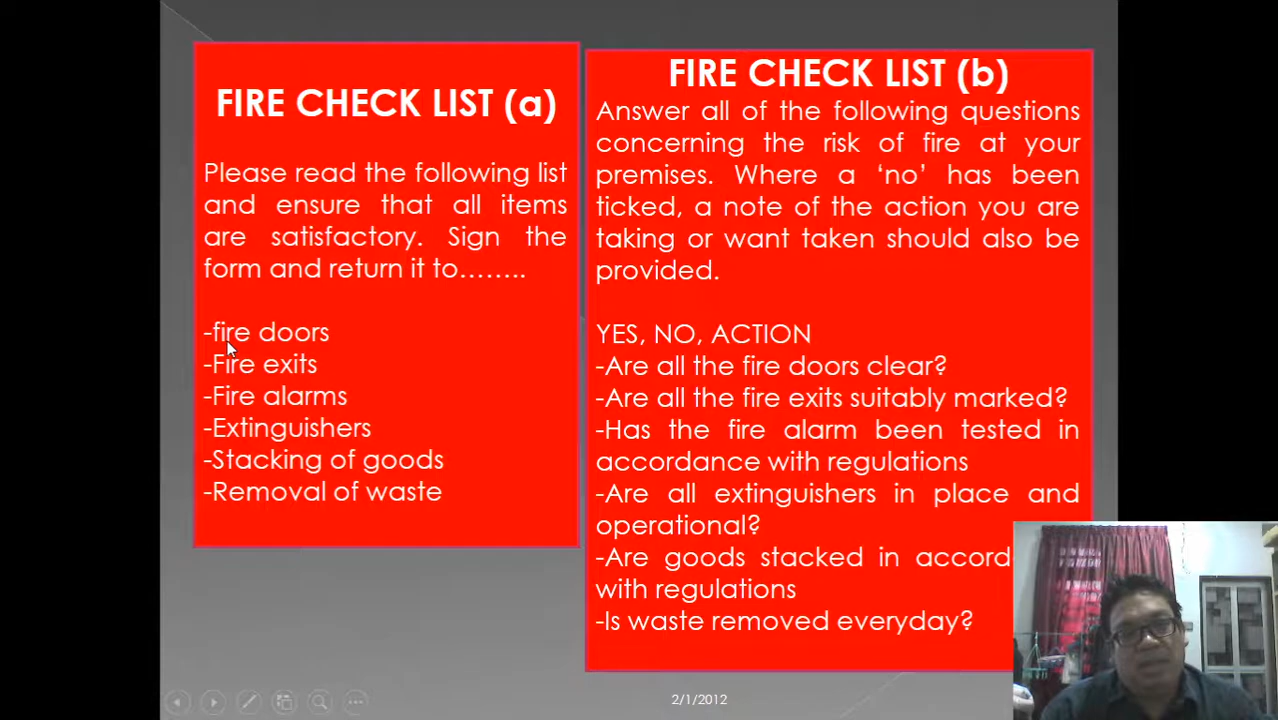 FIRE CHECK LIST (a)
Please read the following list
and ensure that all items
are satisfactory. Sign the
form and return it to……..
-fire doors
-Fire exits
-Fire alarms
-Extinguishers
-Stacking of goods
-Removal of waste
FIRE CHECK LIST (b)
Answer all of the following questions
concerning the risk of fire at your
premises. Where a ‘no’ has been
ticked, a note of the action you are
taking or want taken should also be
provided.
YES, NO, ACTION
-Are all the fire doors clear?
-Are all the fire exits suitably marked?
-Has the fire alarm been tested in
accordance with regulations
-Are all extinguishers in place and
operational?
-Are goods stacked in accord
with regulations
-Is waste removed everyday?
2/1/2012